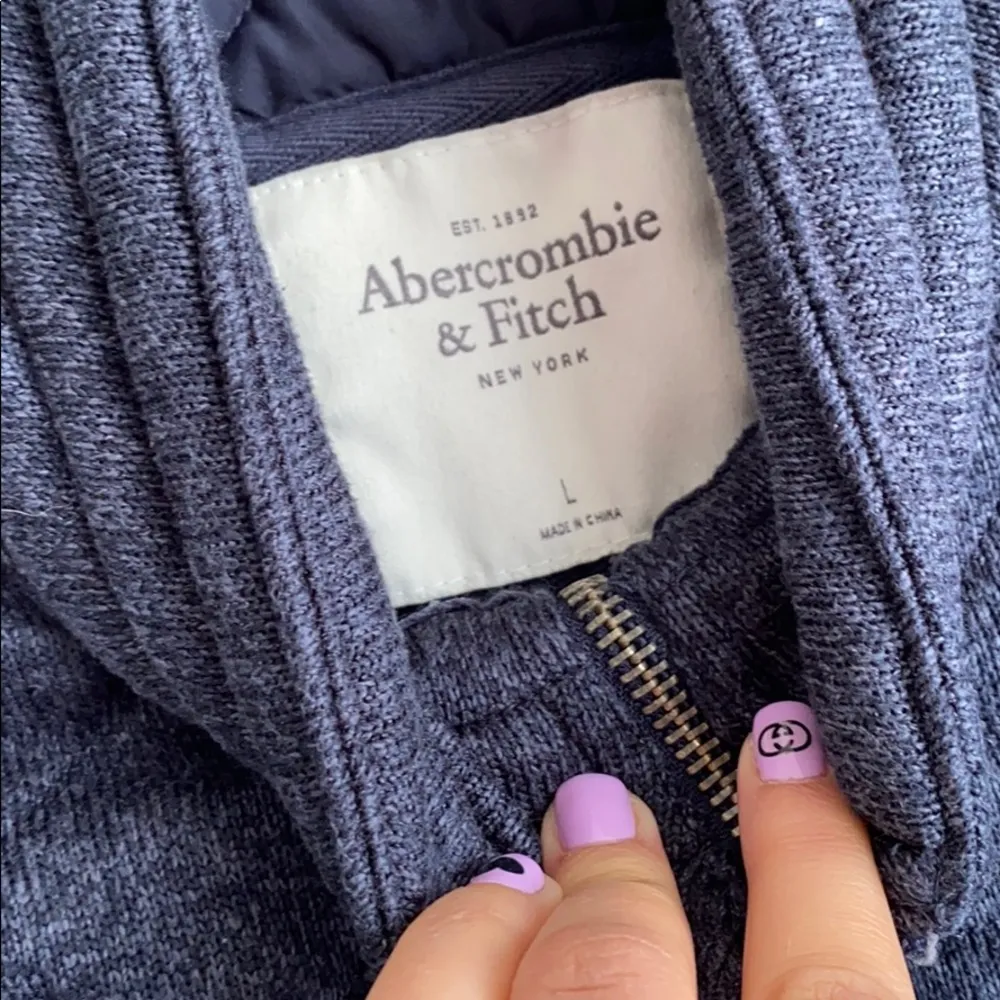 EST. 1892
Abercrombie
& Fitch
NEW YORK
L
MADE IN CHINA